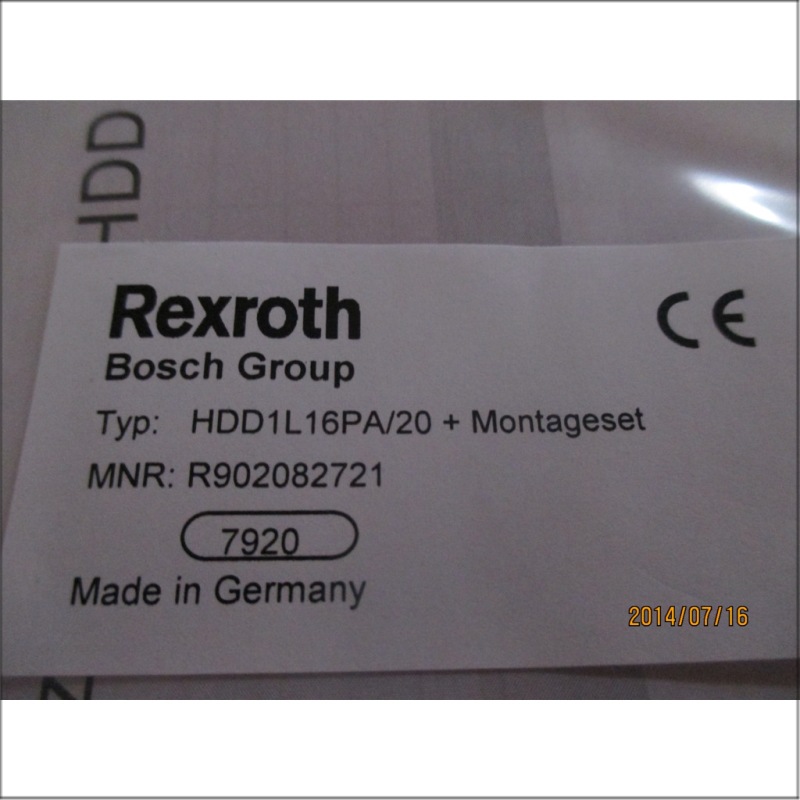 HDD
Rexroth
CE
Bosch Group
Typ: HDD1L16PA/20 + Montageset
MNR: R902082721
7920
Made in Germany
2014/07/16